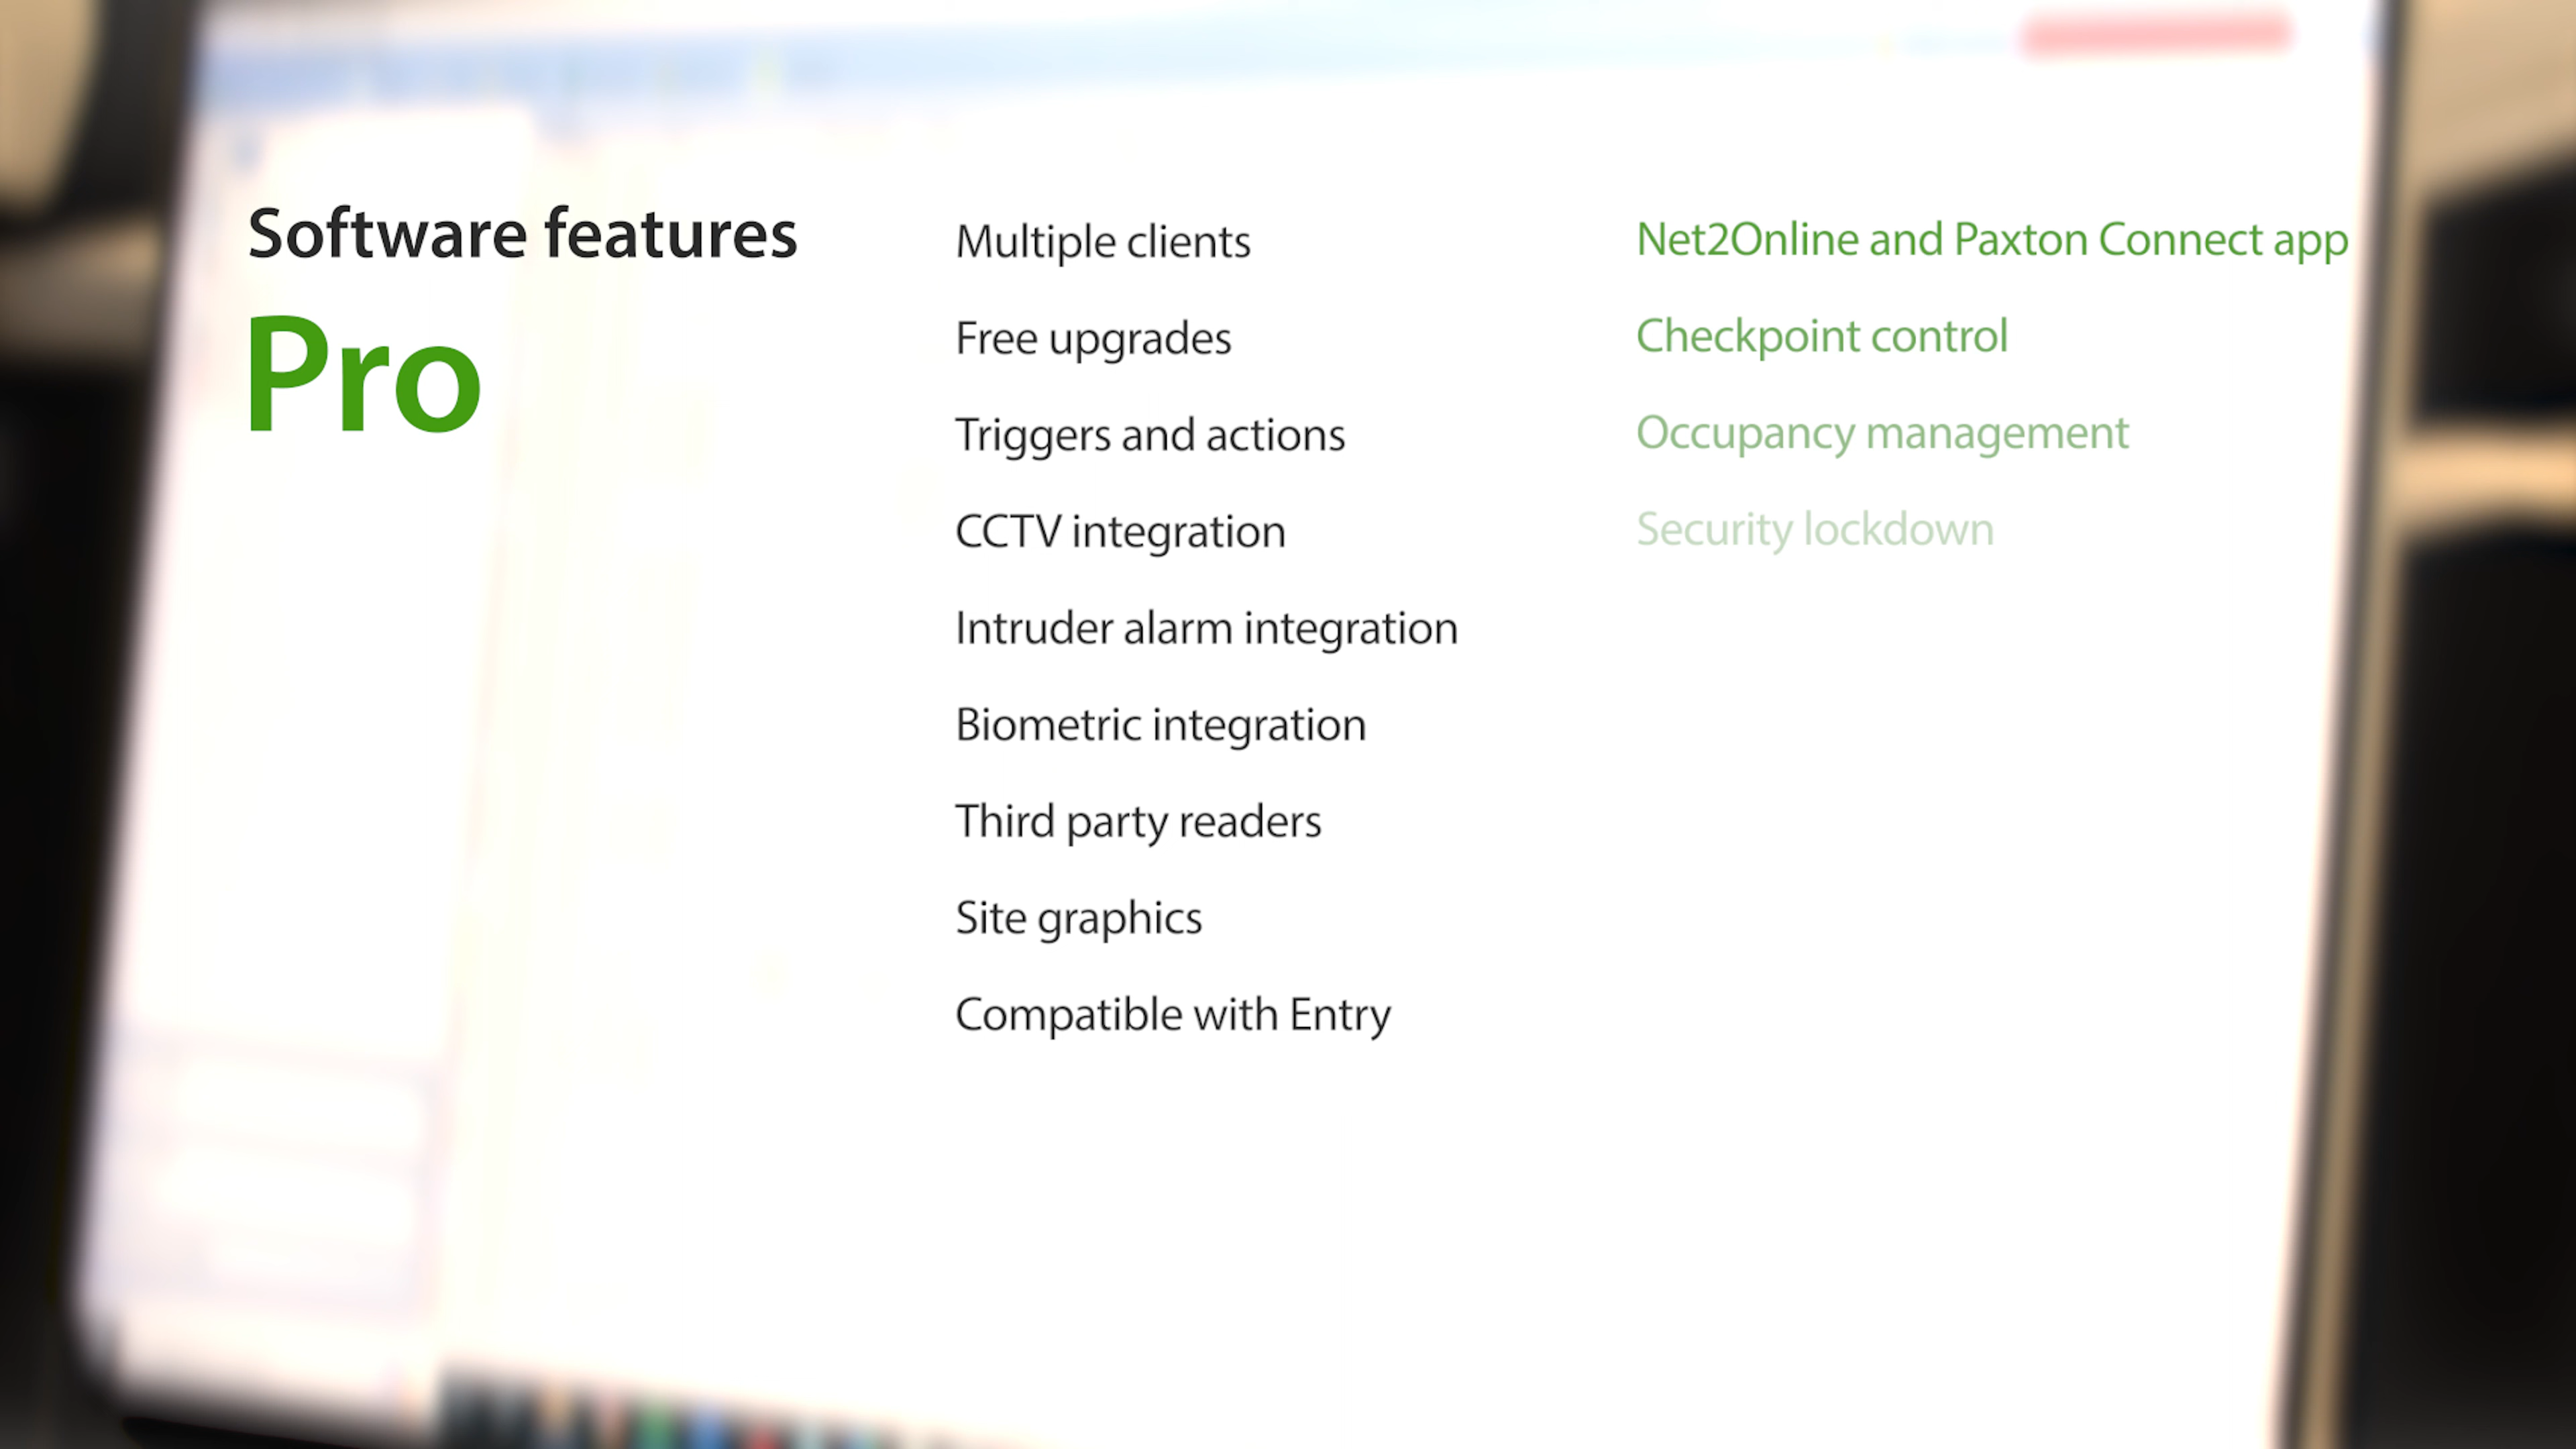 Software features
Pro
Multiple clients
Free upgrades
Triggers and actions
CCTV integration
Intruder alarm integration
Biometric integration
Third party readers
Site graphics
Compatible with Entry
Net2Online and Paxton Connect app
Checkpoint control
Occupancy management
Security lockdown